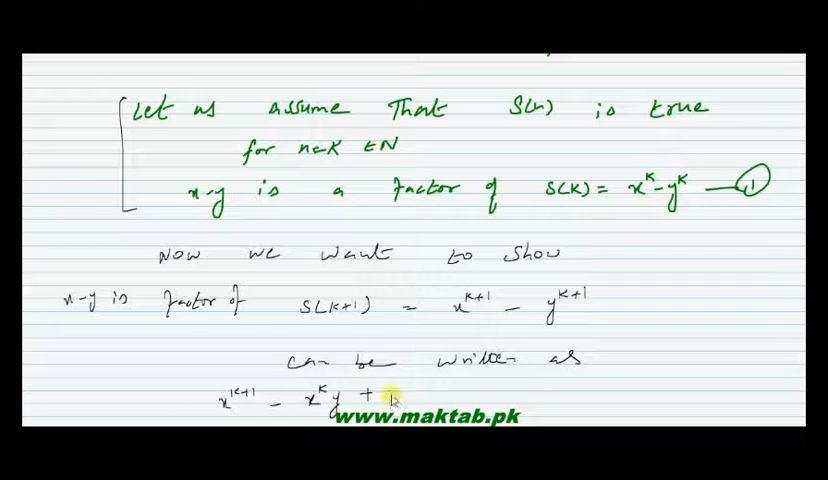 Let us assume That S(n) is true
for n=k ∈N
x-y is a factor of S(k) = x^k - y^k —(1)
Now we want to show
x-y is factor of S(k+1) = x^{k+1} - y^{k+1}
can be written as
x^{k+1} - x^k y +
www.maktab.pk